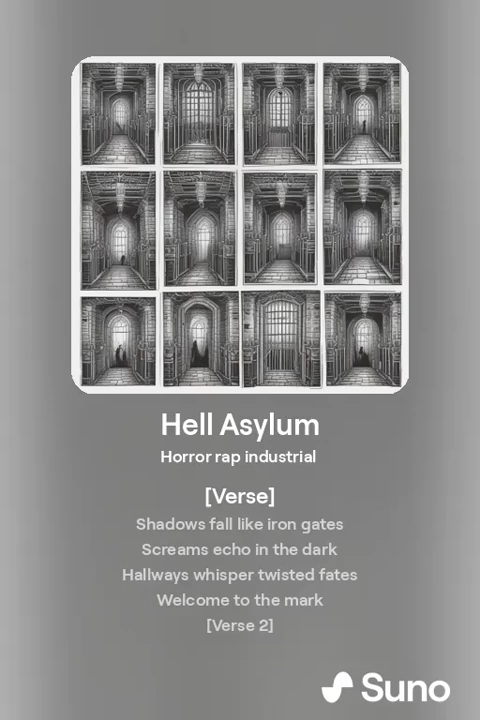 Hell Asylum
Horror rap industrial
[Verse]
Shadows fall like iron gates
Screams echo in the dark
Hallways whisper twisted fates
Welcome to the mark
[Verse 2]
Suno